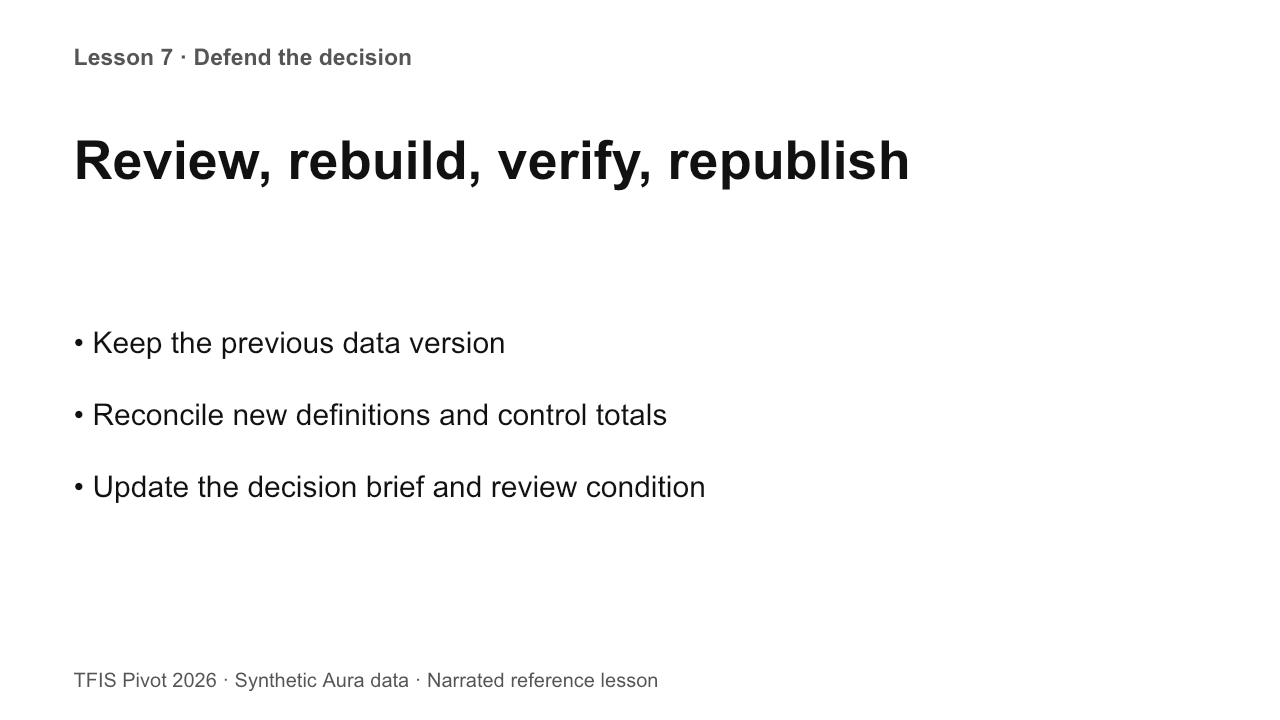 Lesson 7 · Defend the decision
Review, rebuild, verify, republish
• Keep the previous data version
• Reconcile new definitions and control totals
• Update the decision brief and review condition
TFIS Pivot 2026 · Synthetic Aura data · Narrated reference lesson